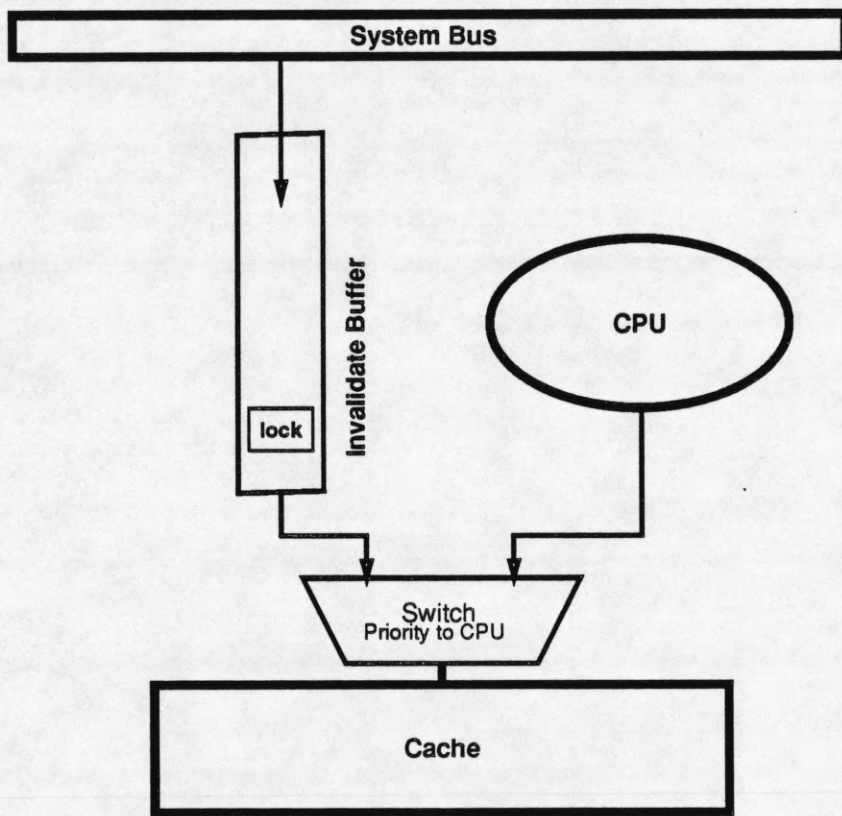 System Bus
Invalidate Buffer
lock
CPU
Switch
Priority to CPU
Cache